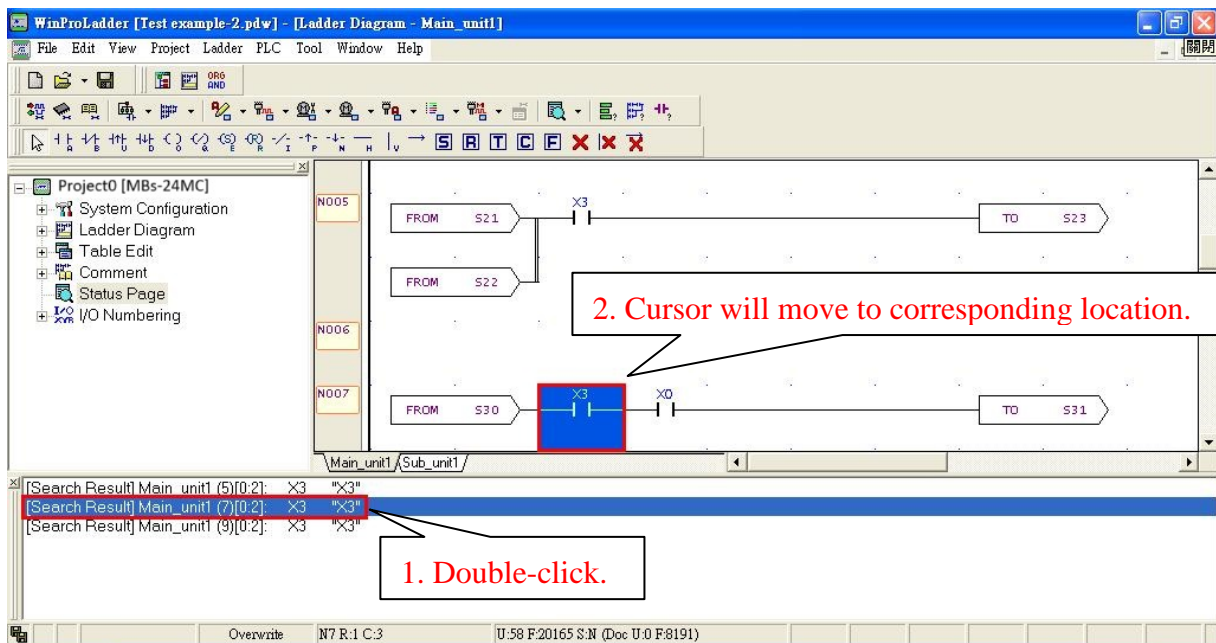 WinProLadder [Test example-2.pdw] - [Ladder Diagram - Main_unit1]
File Edit View Project Ladder PLC Tool Window Help
關閉
ORG
AND
A B U D O Q E R I P N H V S R T C F
Project0 [MBs-24MC]
System Configuration
Ladder Diagram
Table Edit
Comment
Status Page
I/O Numbering
N005
FROM S21
X3
TO S23
FROM S22
2. Cursor will move to corresponding location.
N006
N007
FROM S30
X3
X0
TO S31
Main_unit1 Sub_unit1
[Search Result] Main_unit1 (5)[0:2]: X3 "X3"
[Search Result] Main_unit1 (7)[0:2]: X3 "X3"
[Search Result] Main_unit1 (9)[0:2]: X3 "X3"
1. Double-click.
Overwrite N7 R:1 C:3 U:58 F:20165 S:N (Doc U:0 F:8191)